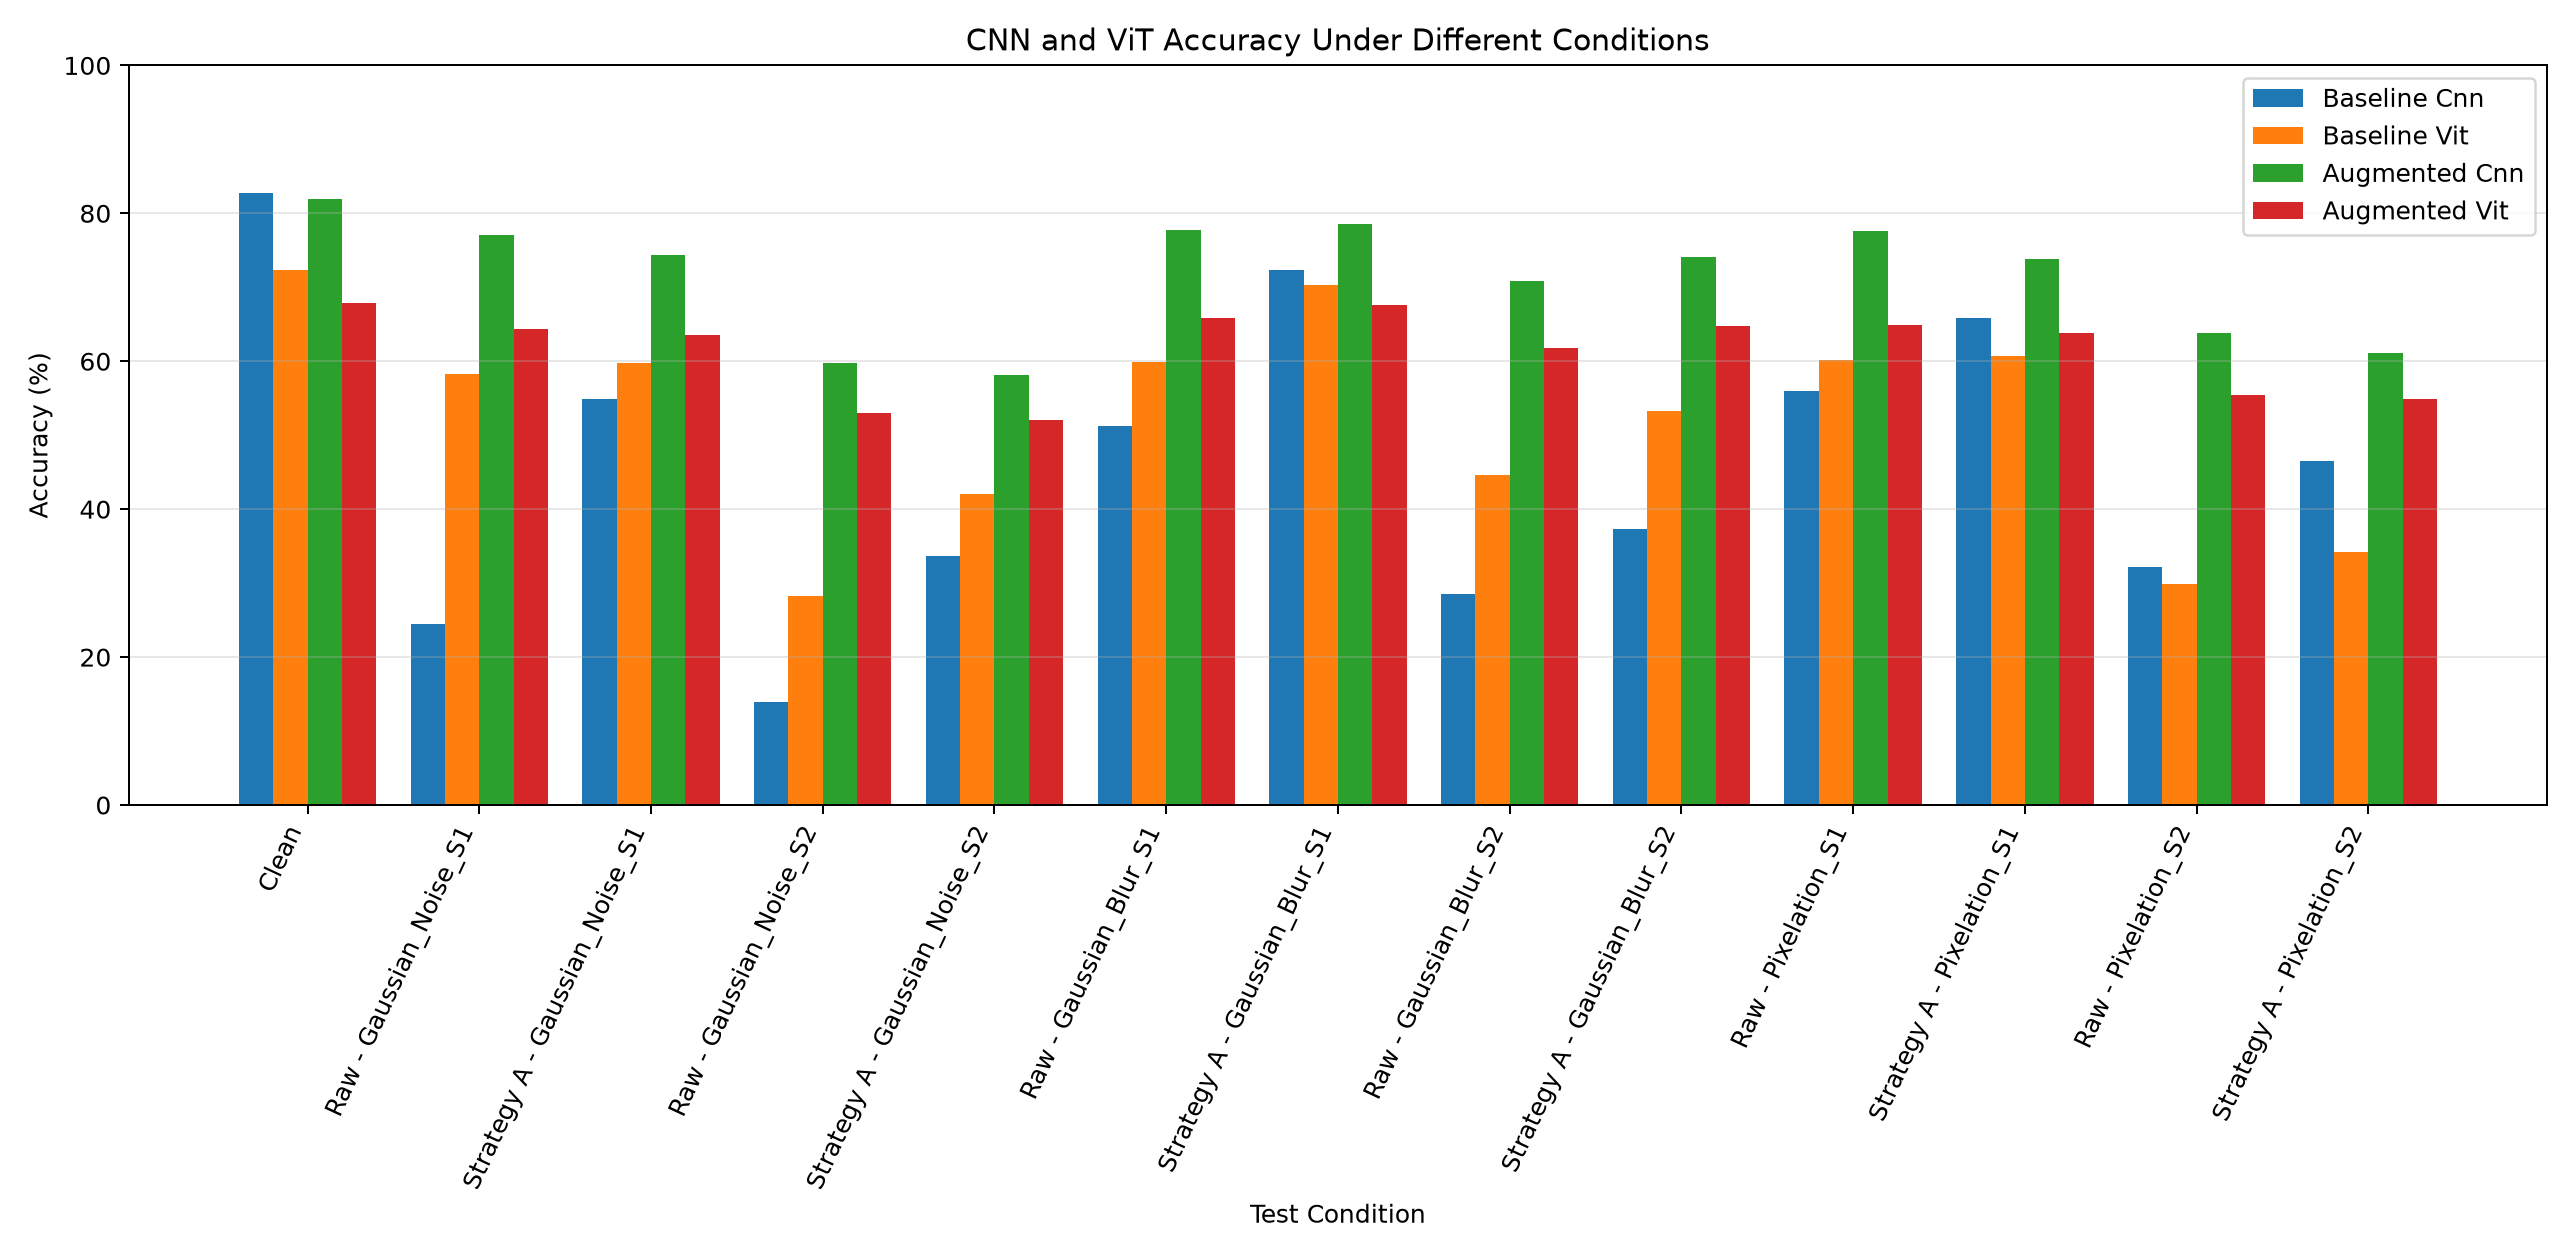 CNN and ViT Accuracy Under Different Conditions
100
80
60
40
20
0
Accuracy (%)
Baseline Cnn
Baseline Vit
Augmented Cnn
Augmented Vit
Clean
Raw - Gaussian_Noise_S1
Strategy A - Gaussian_Noise_S1
Raw - Gaussian_Noise_S2
Strategy A - Gaussian_Noise_S2
Raw - Gaussian_Blur_S1
Strategy A - Gaussian_Blur_S1
Raw - Gaussian_Blur_S2
Strategy A - Gaussian_Blur_S2
Raw - Pixelation_S1
Strategy A - Pixelation_S1
Raw - Pixelation_S2
Strategy A - Pixelation_S2
Test Condition